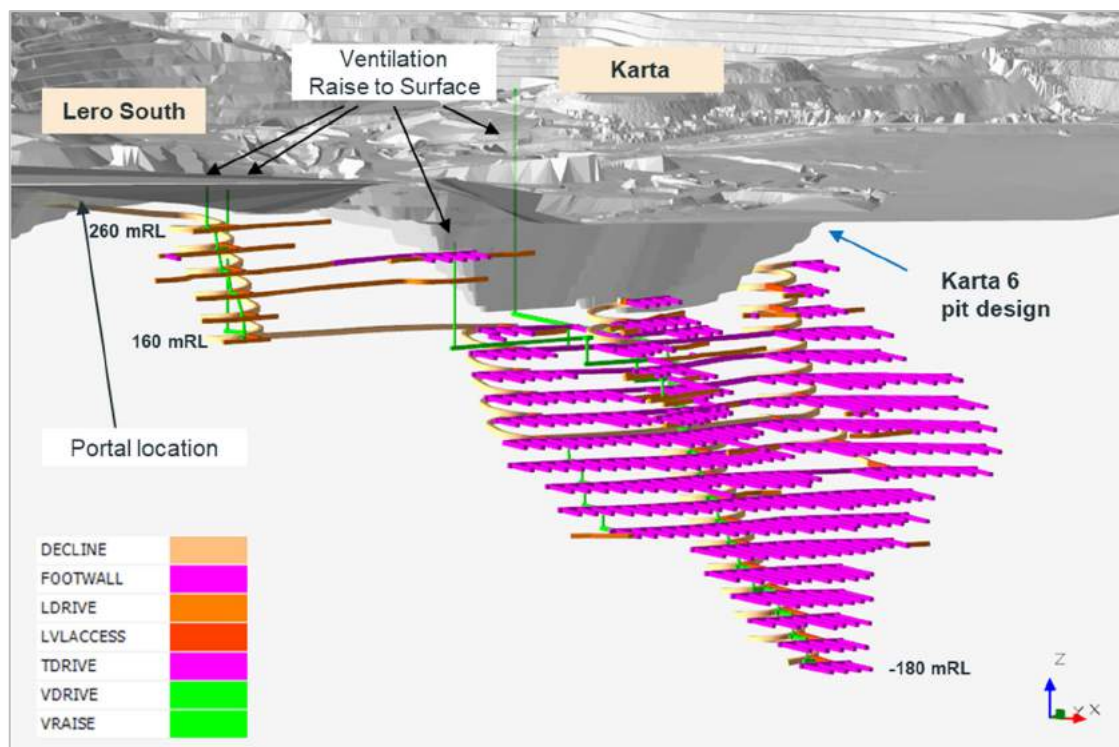 Ventilation
Raise to Surface
Karta
Lero South
260 mRL
160 mRL
Karta 6
pit design
Portal location
DECLINE
FOOTWALL
LDRIVE
LVLACCESS
TDRIVE
VDRIVE
VRAISE
-180 mRL
Z
Y X